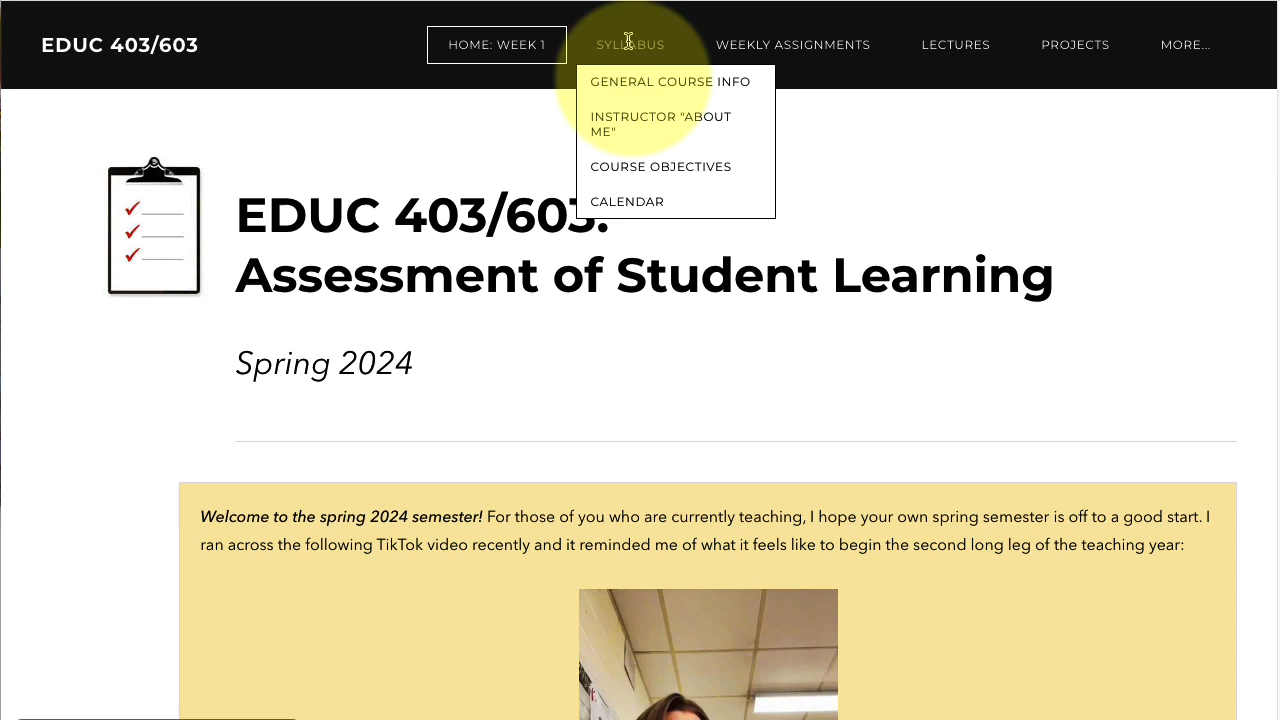 EDUC 403/603
HOME: WEEK 1
SYLLABUS
WEEKLY ASSIGNMENTS
LECTURES
PROJECTS
MORE...
GENERAL COURSE INFO
INSTRUCTOR "ABOUT
ME"
COURSE OBJECTIVES
CALENDAR
EDUC 403/603:
Assessment of Student Learning
Spring 2024
Welcome to the spring 2024 semester! For those of you who are currently teaching, I hope your own spring semester is off to a good start. I
ran across the following TikTok video recently and it reminded me of what it feels like to begin the second long leg of the teaching year: